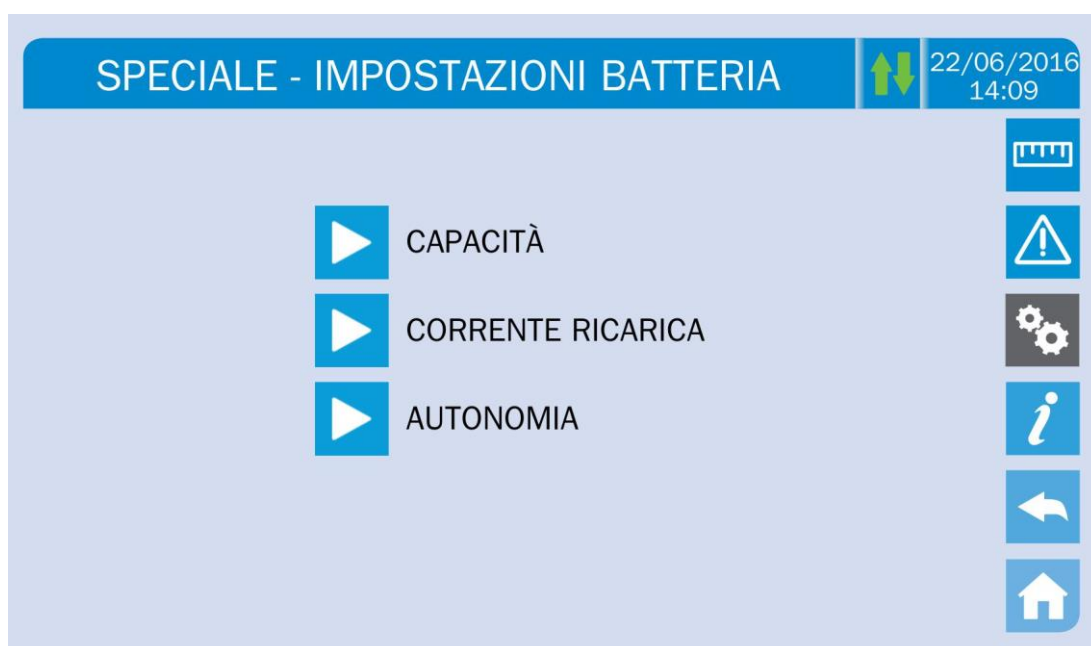 SPECIALE - IMPOSTAZIONI BATTERIA
22/06/2016
14:09
CAPACITÀ
CORRENTE RICARICA
AUTONOMIA